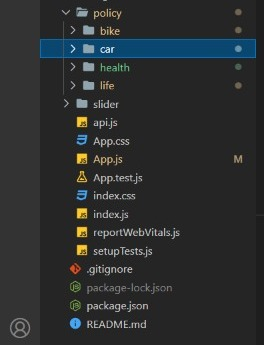 policy
bike
car
health
life
slider
api.js
App.css
App.js M
App.test.js
index.css
index.js
reportWebVitals.js
setupTests.js
.gitignore
package-lock.json
package.json
README.md